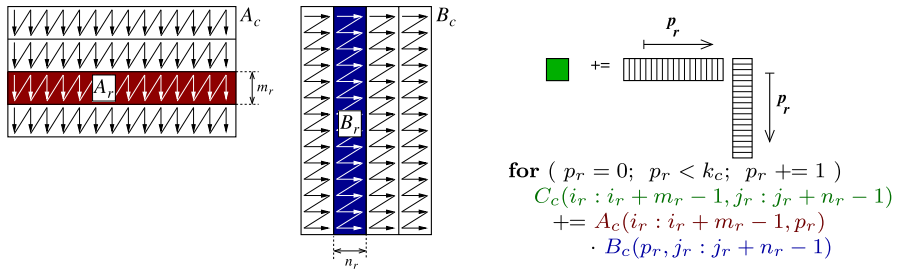 A_c
A_r
m_r
B_c
B_r
n_r
p_r
+=
p_r
for ( p_r = 0; p_r < k_c; p_r += 1 )
C_c(i_r : i_r + m_r − 1, j_r : j_r + n_r − 1)
+= A_c(i_r : i_r + m_r − 1, p_r)
· B_c(p_r, j_r : j_r + n_r − 1)